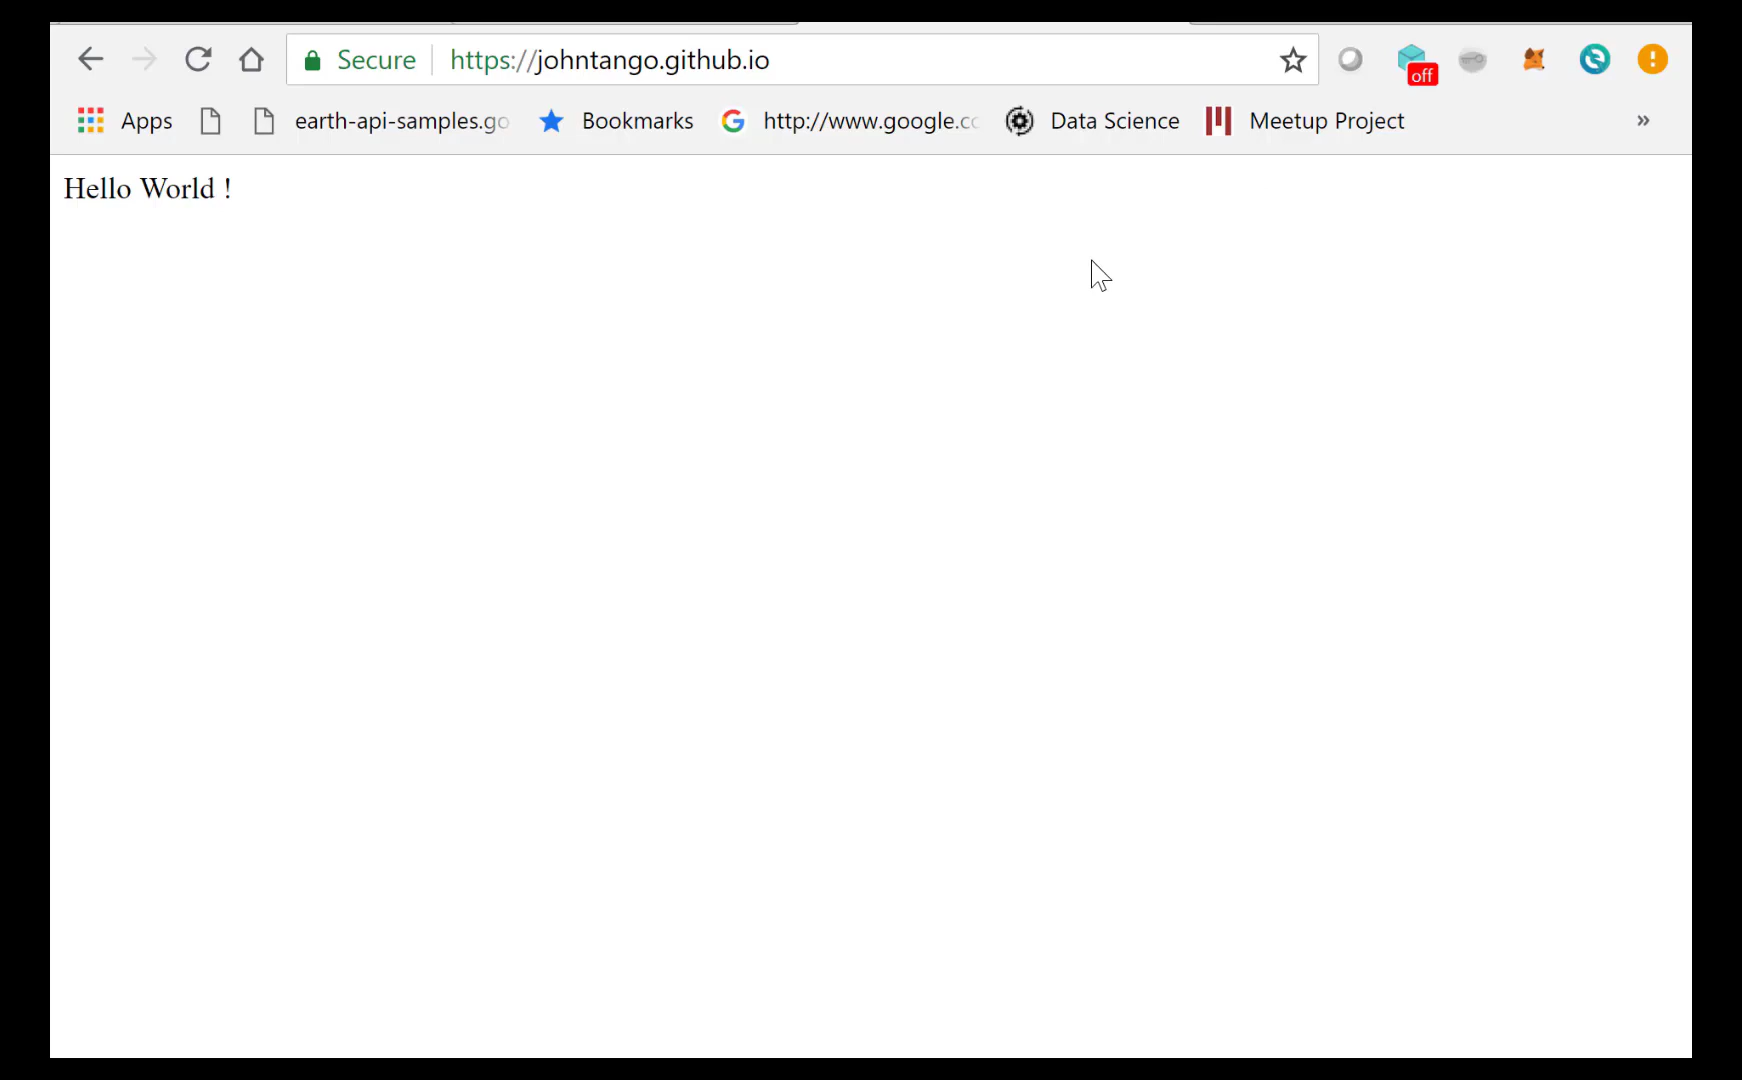 Secure https://johntango.github.io
off
Apps earth-api-samples.go Bookmarks http://www.google.co Data Science Meetup Project »
Hello World !